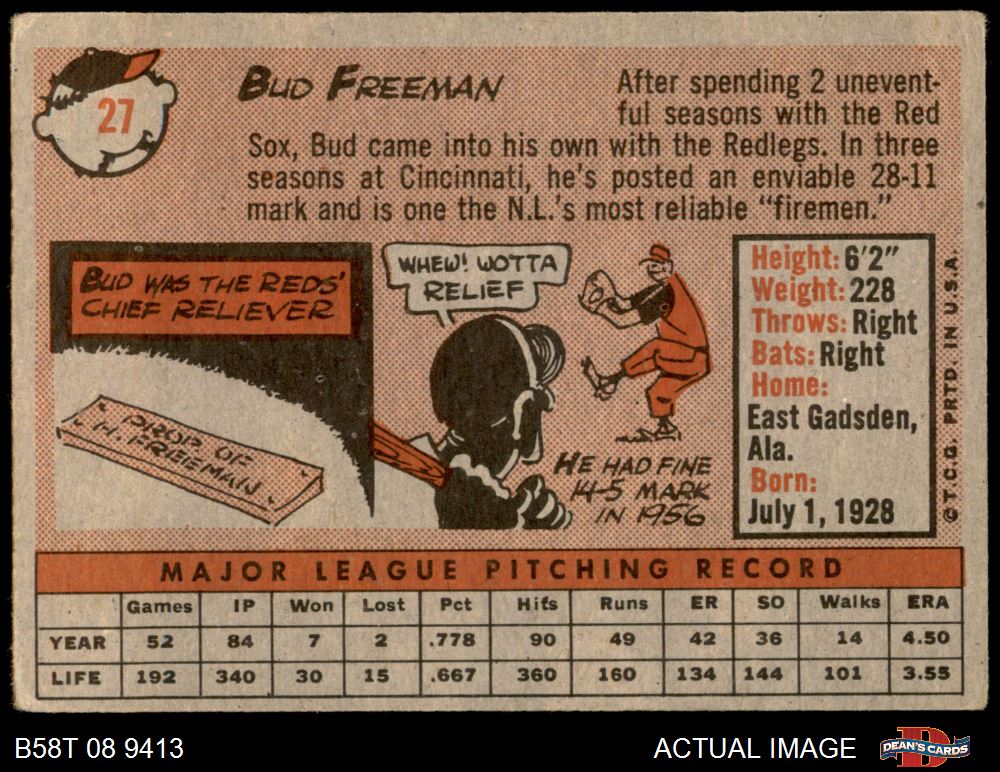 27
BUD FREEMAN
After spending 2 unevent-
ful seasons with the Red
Sox, Bud came into his own with the Redlegs. In three
seasons at Cincinnati, he's posted an enviable 28-11
mark and is one the N.L.'s most reliable "firemen."
BUD WAS THE REDS'
CHIEF RELIEVER
WHEW! WOTTA
RELIEF
PROP. OF
H. FREEMAN
HE HAD FINE
14-5 MARK
IN 1956
Height: 6'2"
Weight: 228
Throws: Right
Bats: Right
Home:
East Gadsden,
Ala.
Born:
July 1, 1928
© T.C.G. PRTD. IN U.S.A.
MAJOR LEAGUE PITCHING RECORD
Games IP Won Lost Pct Hits Runs ER SO Walks ERA
YEAR 52 84 7 2 .778 90 49 42 36 14 4.50
LIFE 192 340 30 15 .667 360 160 134 144 101 3.55
B58T 08 9413
ACTUAL IMAGE
DEAN'S CARDS